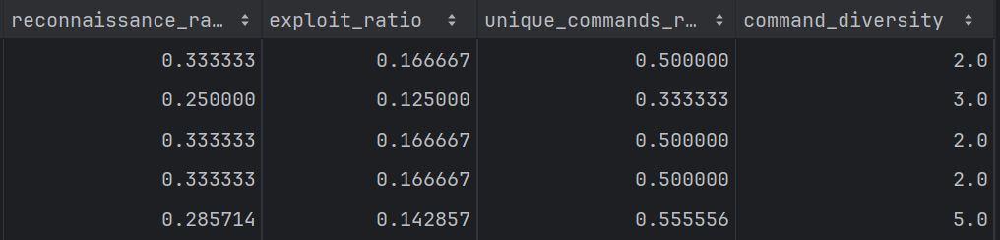 reconnaissance_ra... exploit_ratio unique_commands_r... command_diversity
0.333333 0.166667 0.500000 2.0
0.250000 0.125000 0.333333 3.0
0.333333 0.166667 0.500000 2.0
0.333333 0.166667 0.500000 2.0
0.285714 0.142857 0.555556 5.0